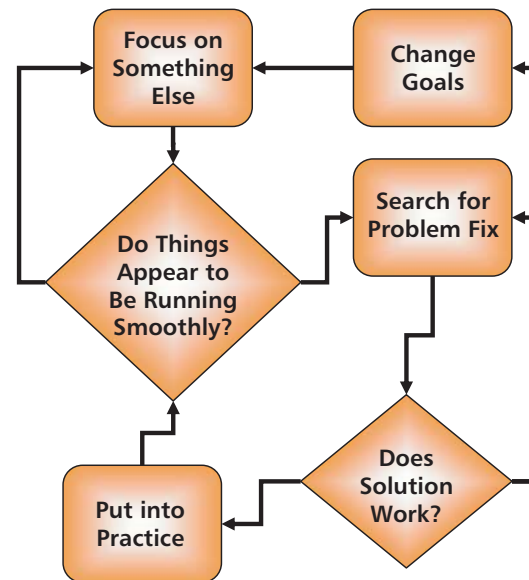 Focus on
Something
Else
Change
Goals
Do Things
Appear to
Be Running
Smoothly?
Search for
Problem Fix
Put into
Practice
Does
Solution
Work?